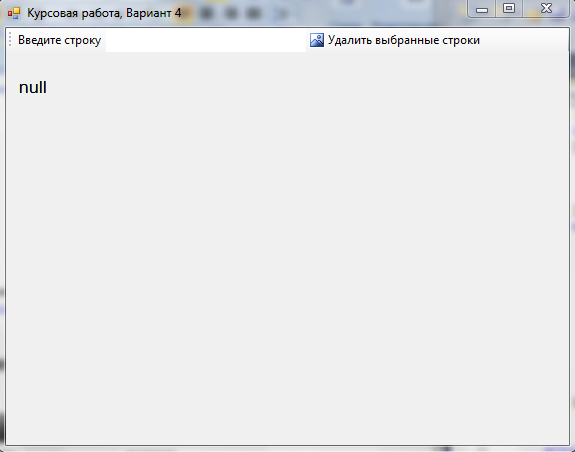 Курсовая работа, Вариант 4
Введите строку Удалить выбранные строки
null